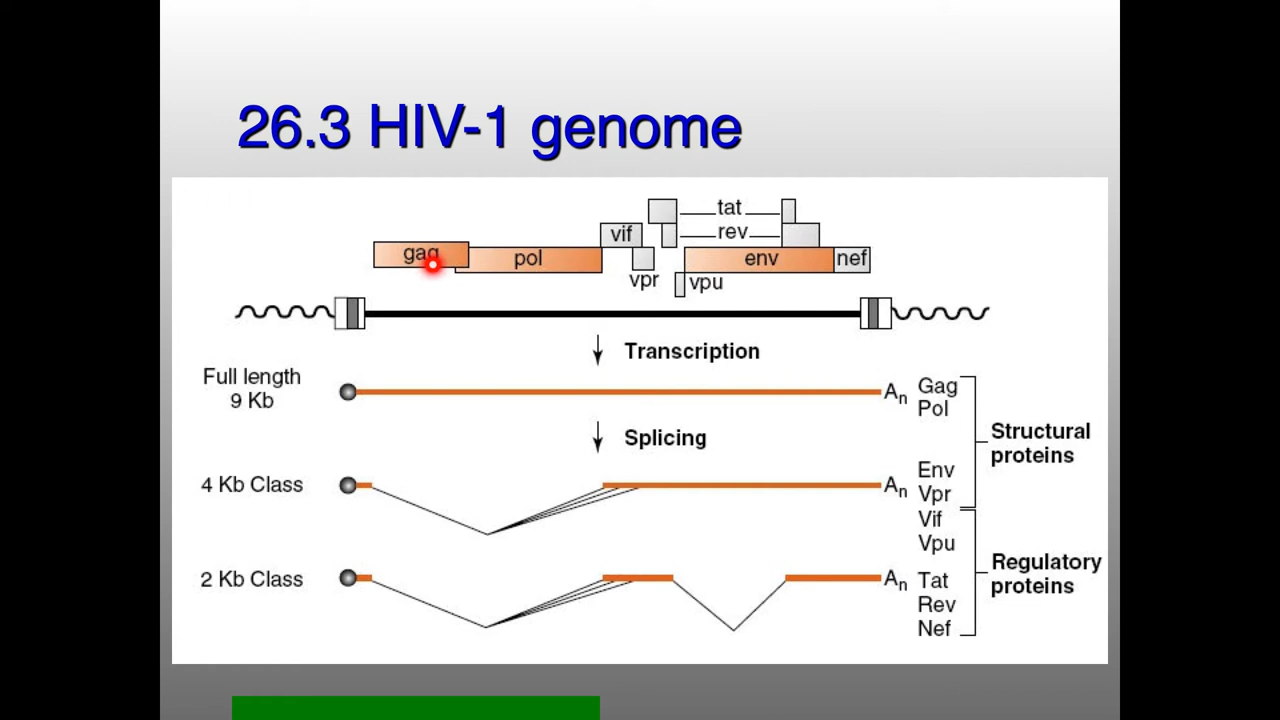 26.3 HIV-1 genome
tat
rev
vif
gag
pol
env
nef
vpr
vpu
Transcription
Full length
9 Kb
An
Gag
Pol
Splicing
Structural
proteins
4 Kb Class
An
Env
Vpr
Vif
Vpu
Regulatory
proteins
2 Kb Class
An
Tat
Rev
Nef